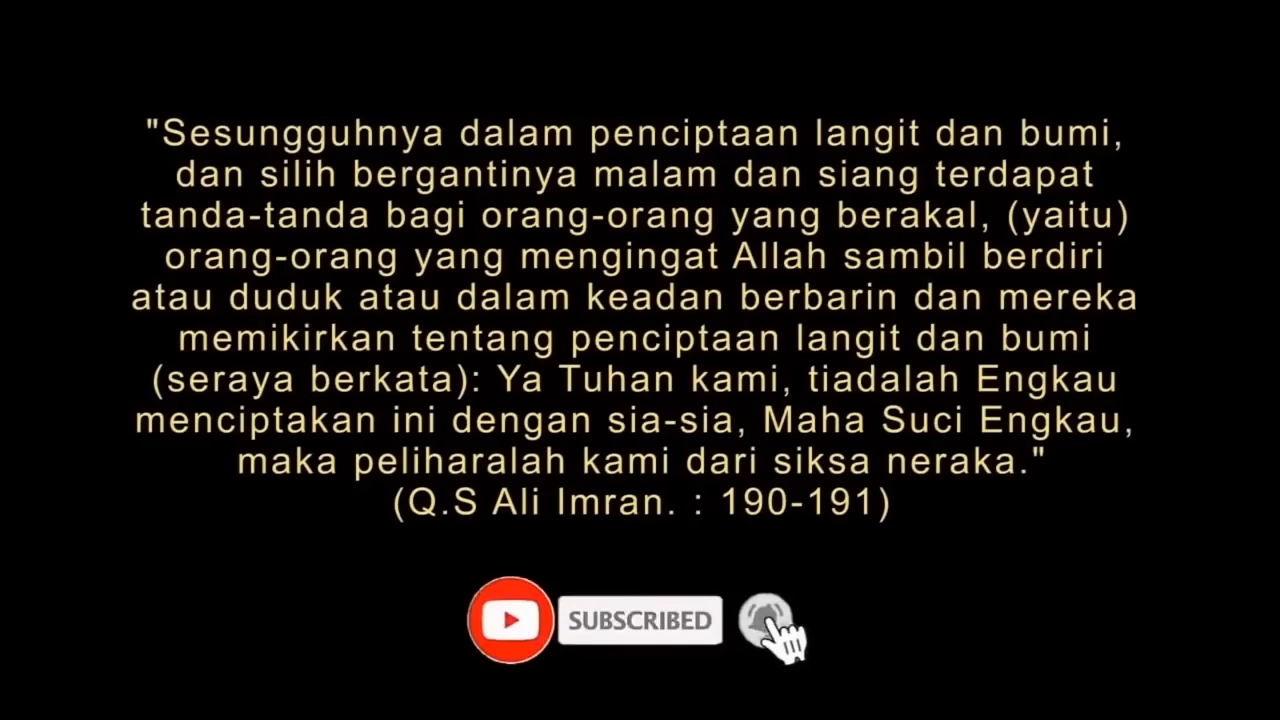 "Sesungguhnya dalam penciptaan langit dan bumi,
dan silih bergantinya malam dan siang terdapat
tanda-tanda bagi orang-orang yang berakal, (yaitu)
orang-orang yang mengingat Allah sambil berdiri
atau duduk atau dalam keadan berbarin dan mereka
memikirkan tentang penciptaan langit dan bumi
(seraya berkata): Ya Tuhan kami, tiadalah Engkau
menciptakan ini dengan sia-sia, Maha Suci Engkau,
maka peliharalah kami dari siksa neraka."
(Q.S Ali Imran. : 190-191)
SUBSCRIBED